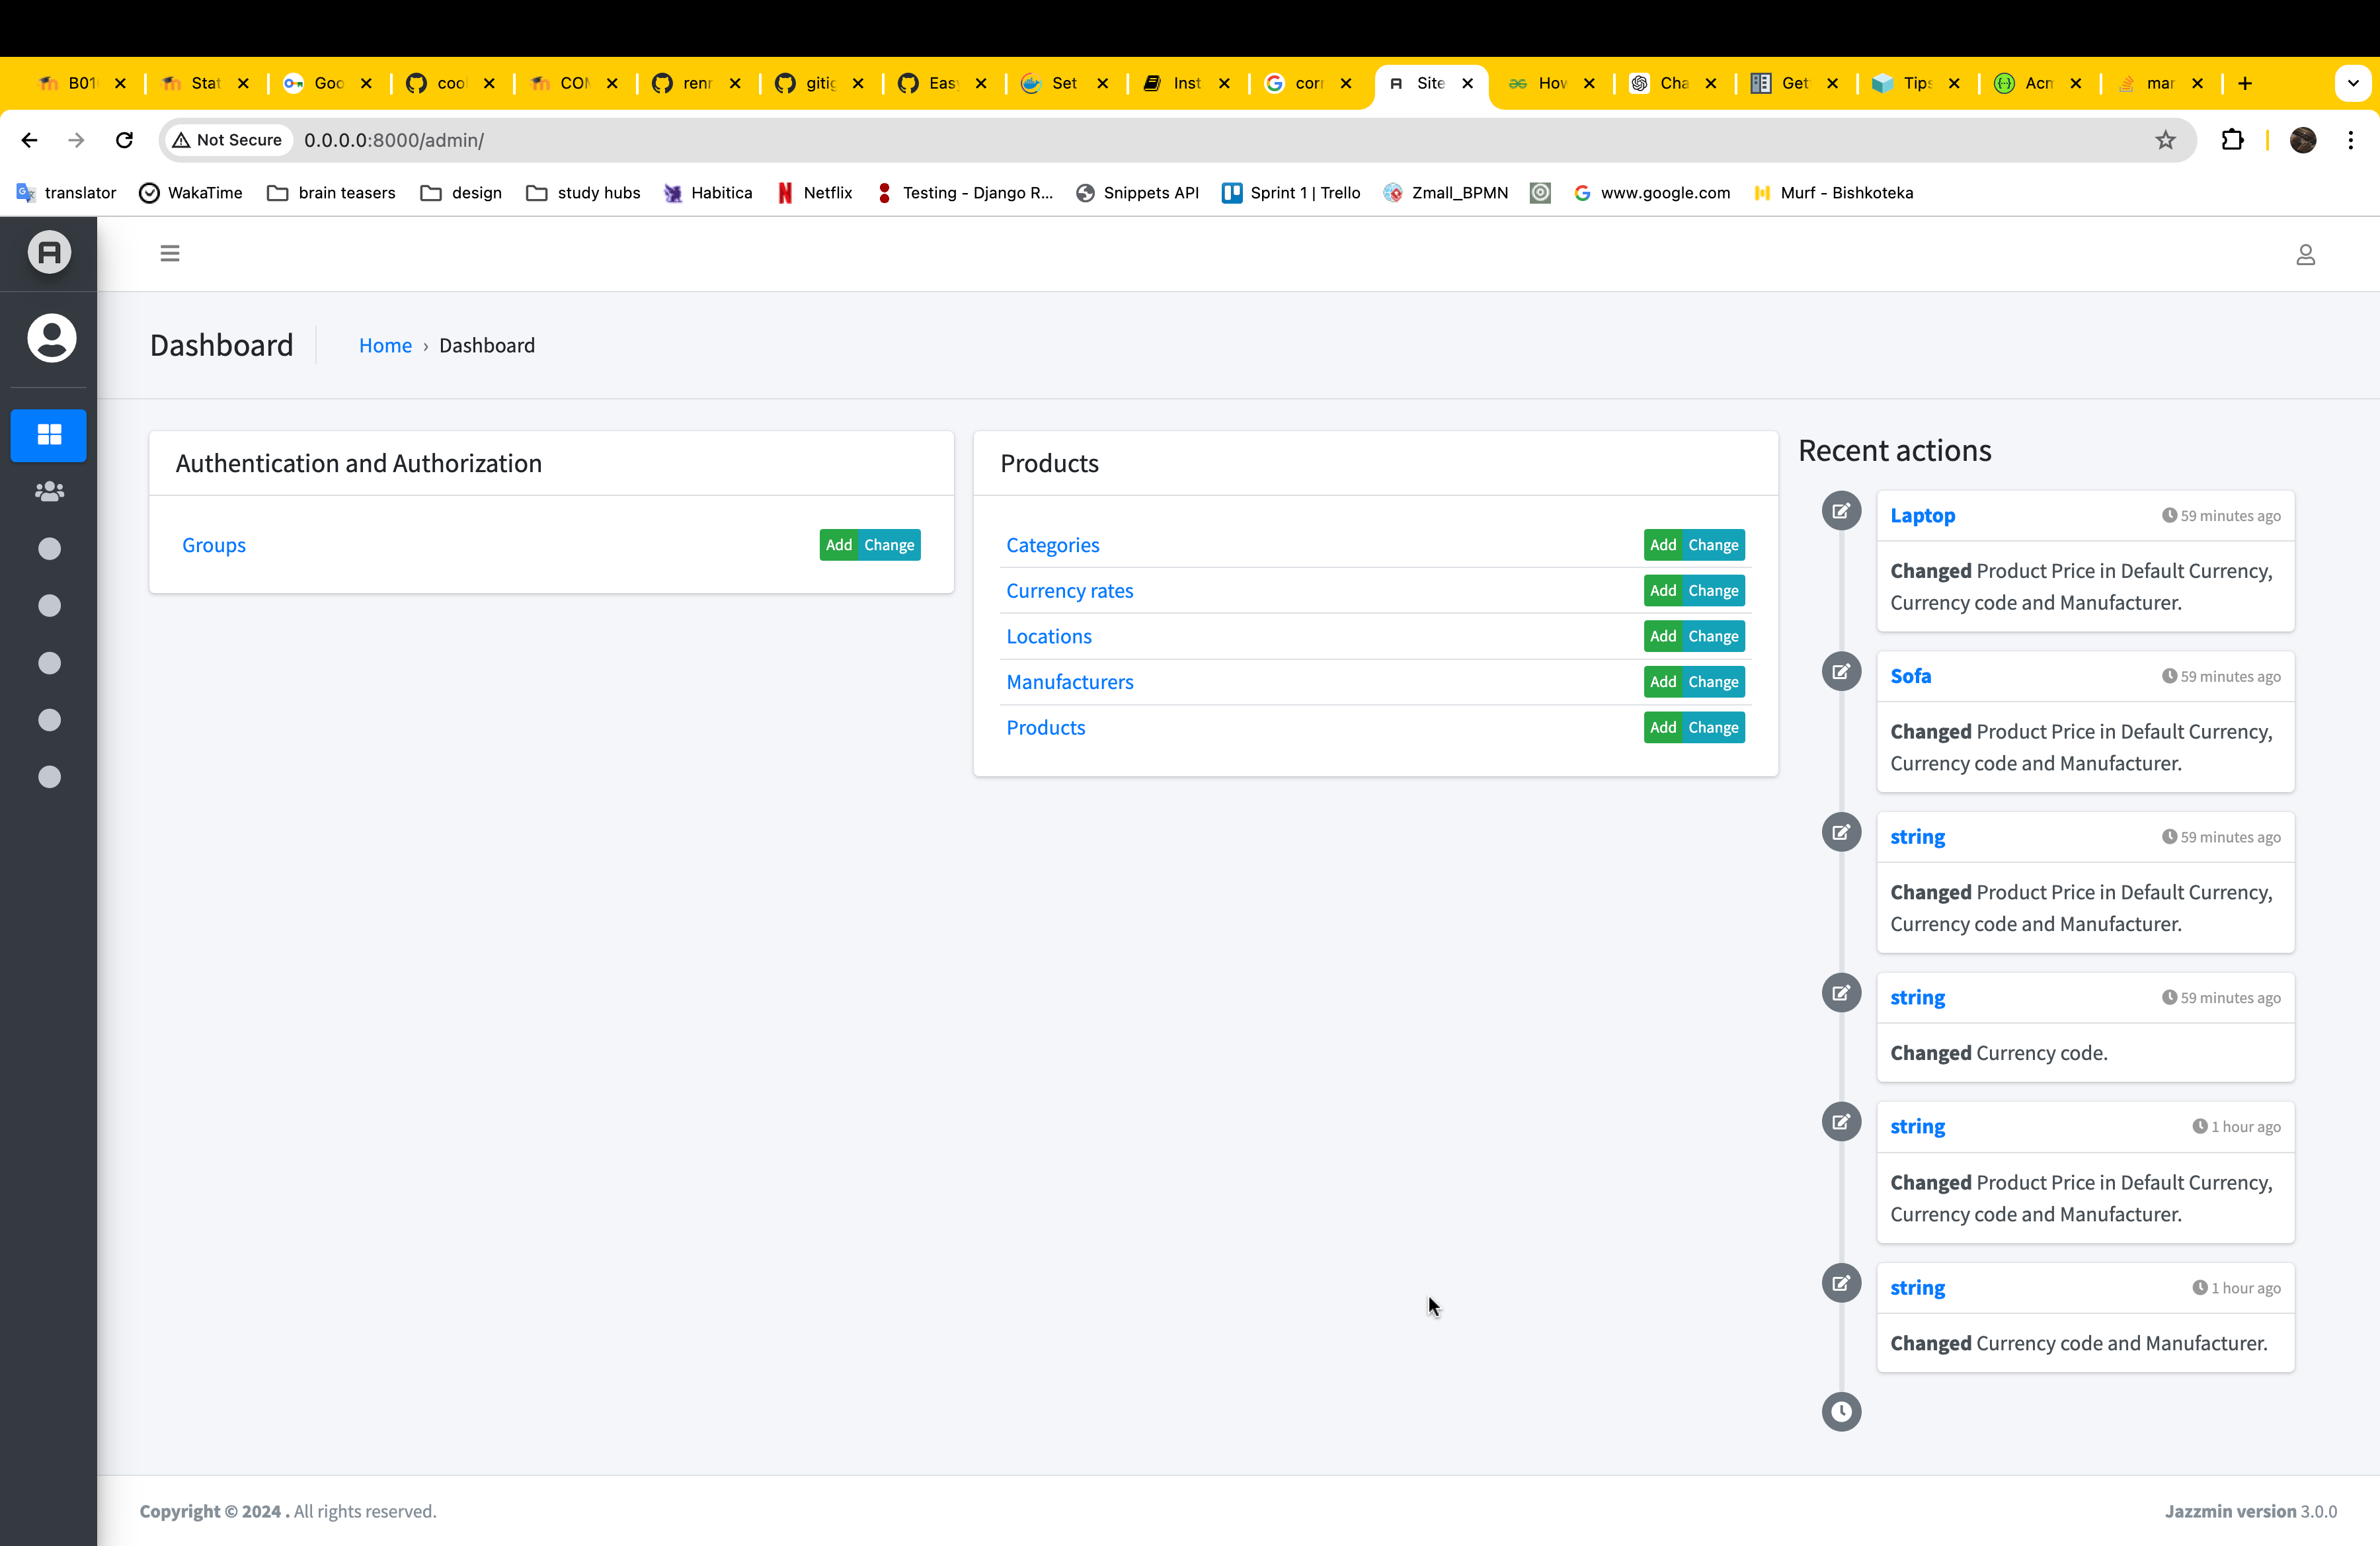 B01 Stat Goo coo CO renr gitig Eas Set Inst cor Site How Cha Get Tips Acm mar
Not Secure 0.0.0.0:8000/admin/
translator WakaTime brain teasers design study hubs Habitica Netflix Testing - Django R... Snippets API Sprint 1 | Trello Zmall_BPMN www.google.com Murf - Bishkoteka
Dashboard Home › Dashboard
Authentication and Authorization
Groups Add Change
Products
Categories Add Change
Currency rates Add Change
Locations Add Change
Manufacturers Add Change
Products Add Change
Recent actions
Laptop 59 minutes ago
Changed Product Price in Default Currency,
Currency code and Manufacturer.
Sofa 59 minutes ago
Changed Product Price in Default Currency,
Currency code and Manufacturer.
string 59 minutes ago
Changed Product Price in Default Currency,
Currency code and Manufacturer.
string 59 minutes ago
Changed Currency code.
string 1 hour ago
Changed Product Price in Default Currency,
Currency code and Manufacturer.
string 1 hour ago
Changed Currency code and Manufacturer.
Copyright © 2024 . All rights reserved.
Jazzmin version 3.0.0